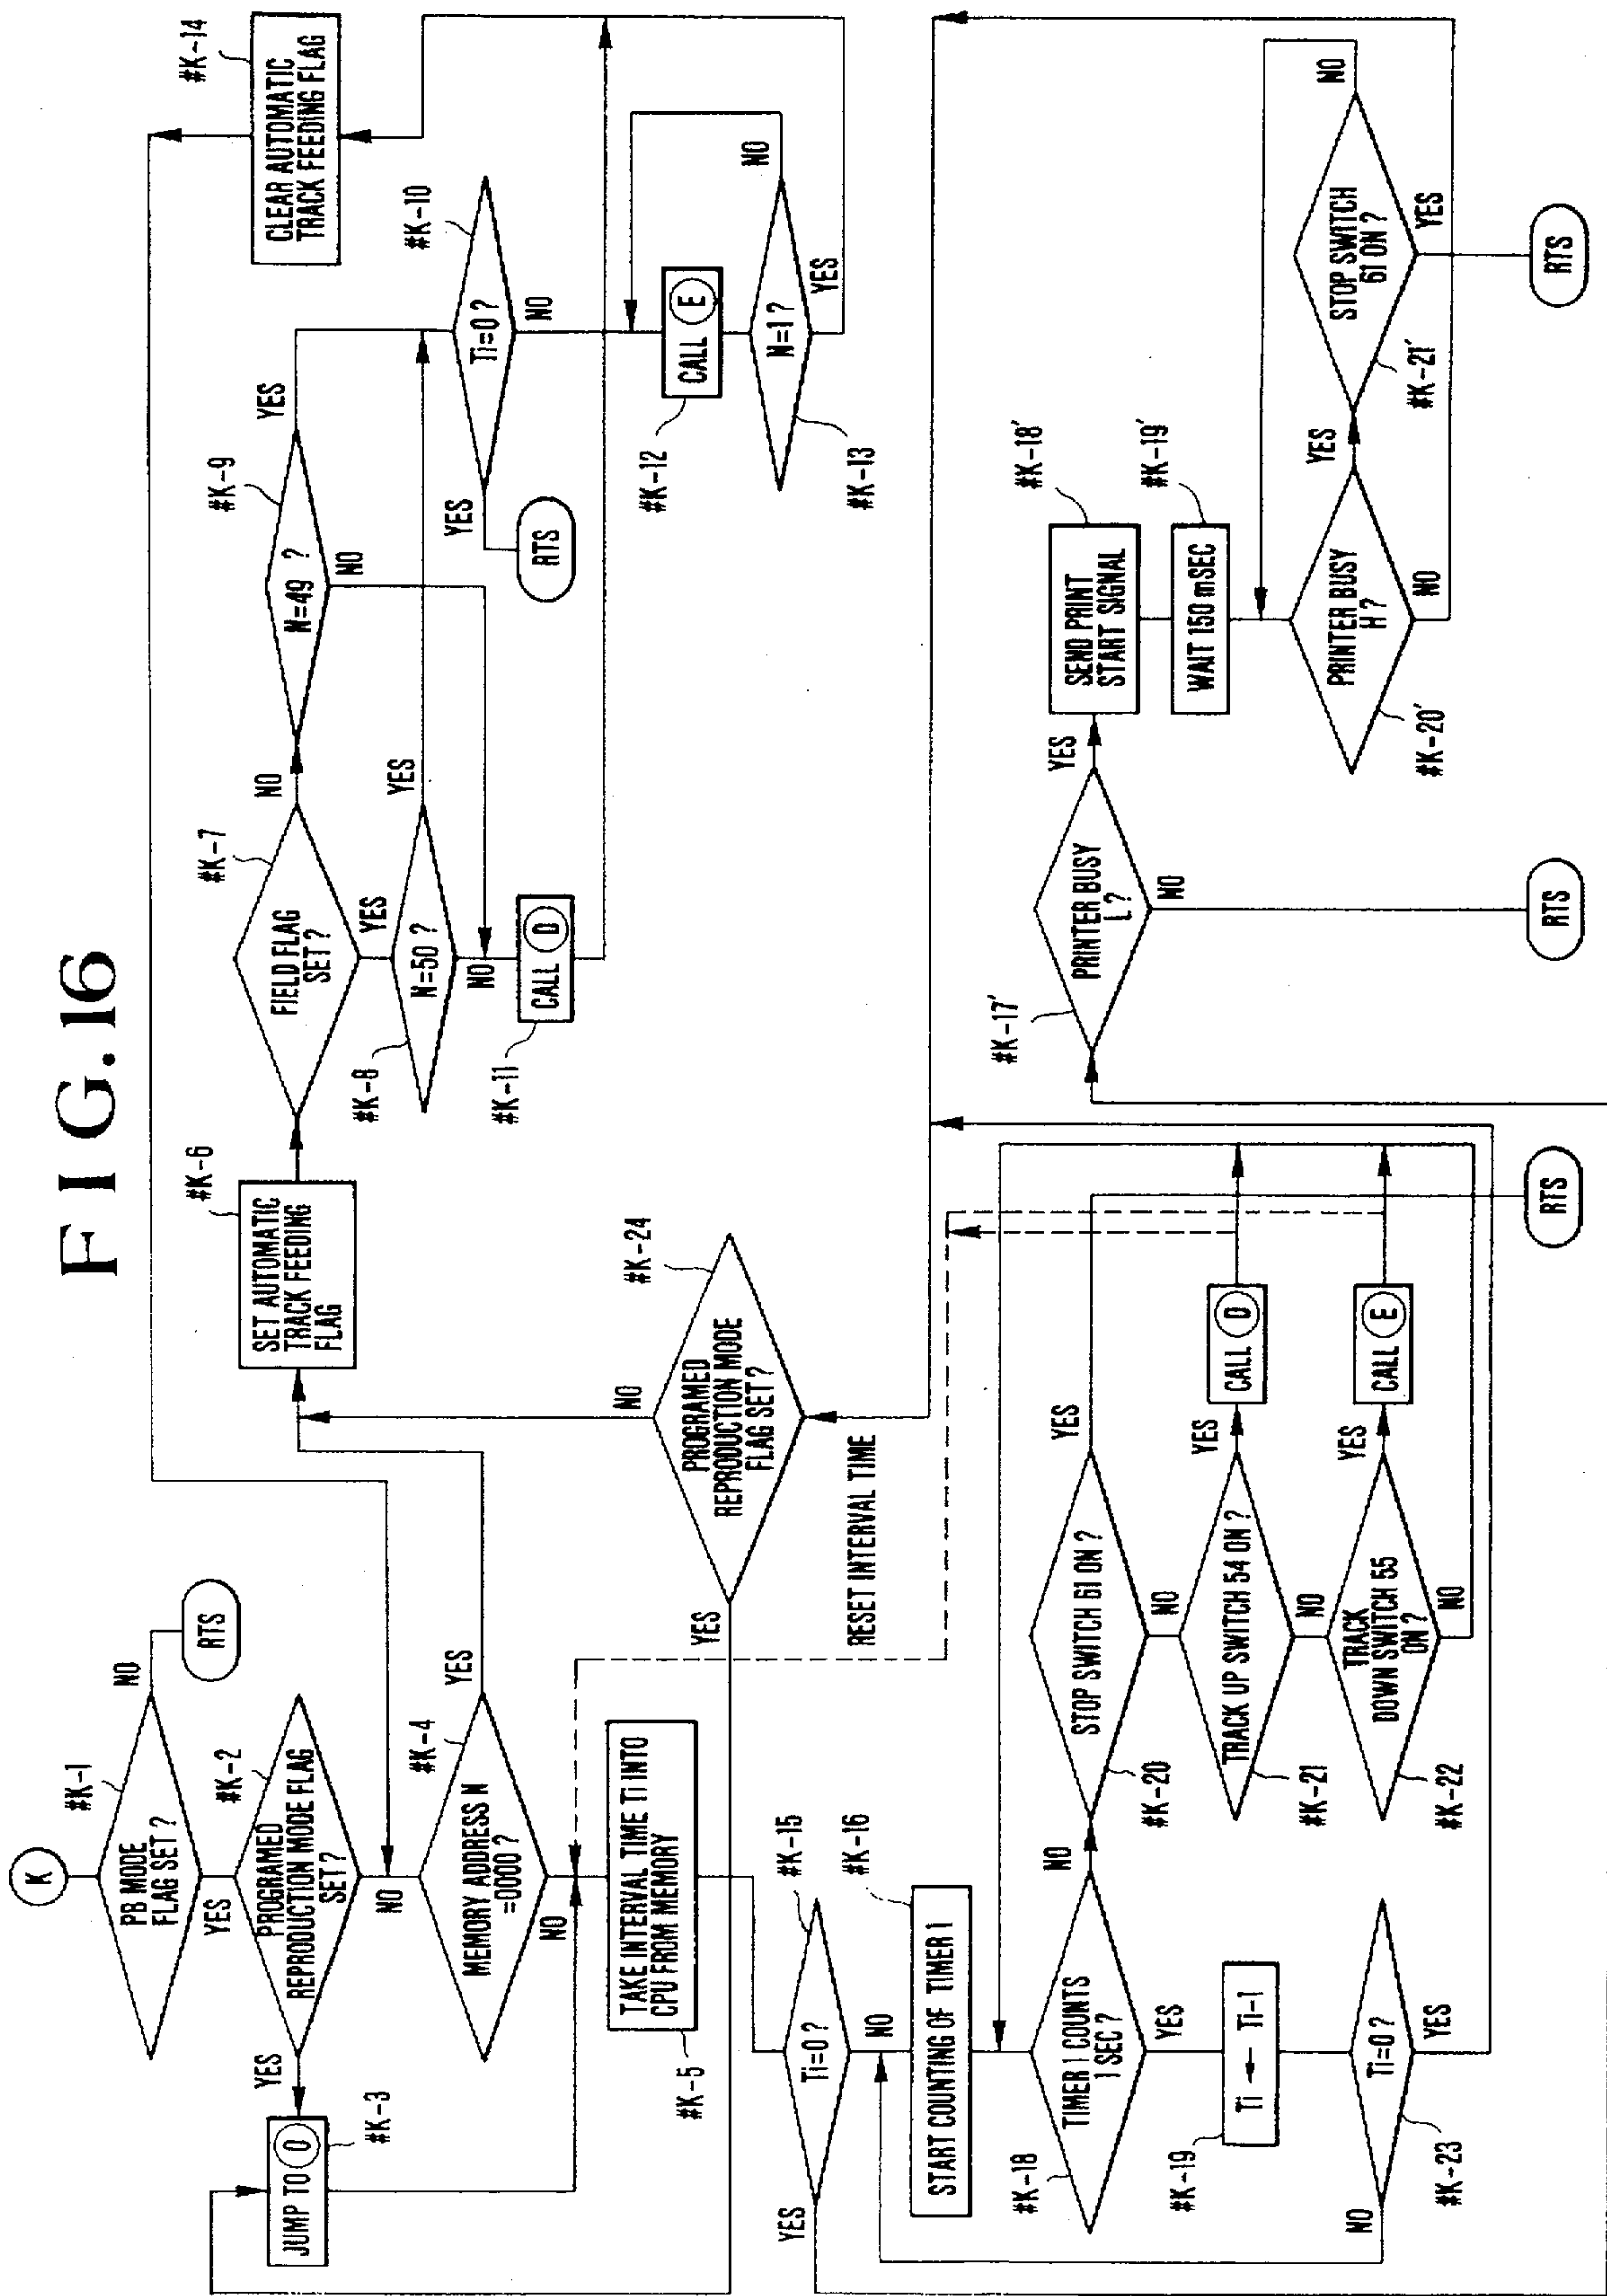 F I G. 16
K
#K-1
PB MODE
FLAG SET ?
NO
RTS
YES
#K-2
PROGRAMED
REPRODUCTION MODE FLAG
SET ?
YES
NO
JUMP TO O
#K-3
#K-4
MEMORY ADDRESS N
=0000 ?
YES
NO
TAKE INTERVAL TIME Ti INTO
CPU FROM MEMORY
#K-5
SET AUTOMATIC
TRACK FEEDING
FLAG
#K-6
FIELD FLAG
SET ?
#K-7
NO
YES
N=50 ?
#K-8
YES
NO
N=49 ?
#K-9
YES
NO
CALL D
#K-11
Ti=0 ?
#K-10
YES
NO
RTS
CALL E
#K-12
N=1 ?
NO
YES
#K-13
CLEAR AUTOMATIC
TRACK FEEDING FLAG
#K-14
PROGRAMED
REPRODUCTION MODE
FLAG SET ?
#K-24
NO
YES
RESET INTERVAL TIME
Ti=0 ?
#K-15
YES
NO
START COUNTING OF TIMER 1
#K-16
TIMER 1 COUNTS
1 SEC ?
#K-18
NO
YES
Ti ← Ti-1
#K-19
Ti=0 ?
#K-23
NO
YES
STOP SWITCH 61 ON ?
#K-20
YES
NO
TRACK UP SWITCH 54 ON ?
#K-21
YES
NO
CALL D
TRACK
DOWN SWITCH 55
ON ?
#K-22
YES
NO
CALL E
RTS
PRINTER BUSY
L ?
#K-17′
YES
NO
RTS
SEND PRINT
START SIGNAL
#K-18′
WAIT 150 mSEC
#K-19′
PRINTER BUSY
H ?
#K-20′
YES
NO
STOP SWITCH
61 ON ?
#K-21′
NO
YES
RTS